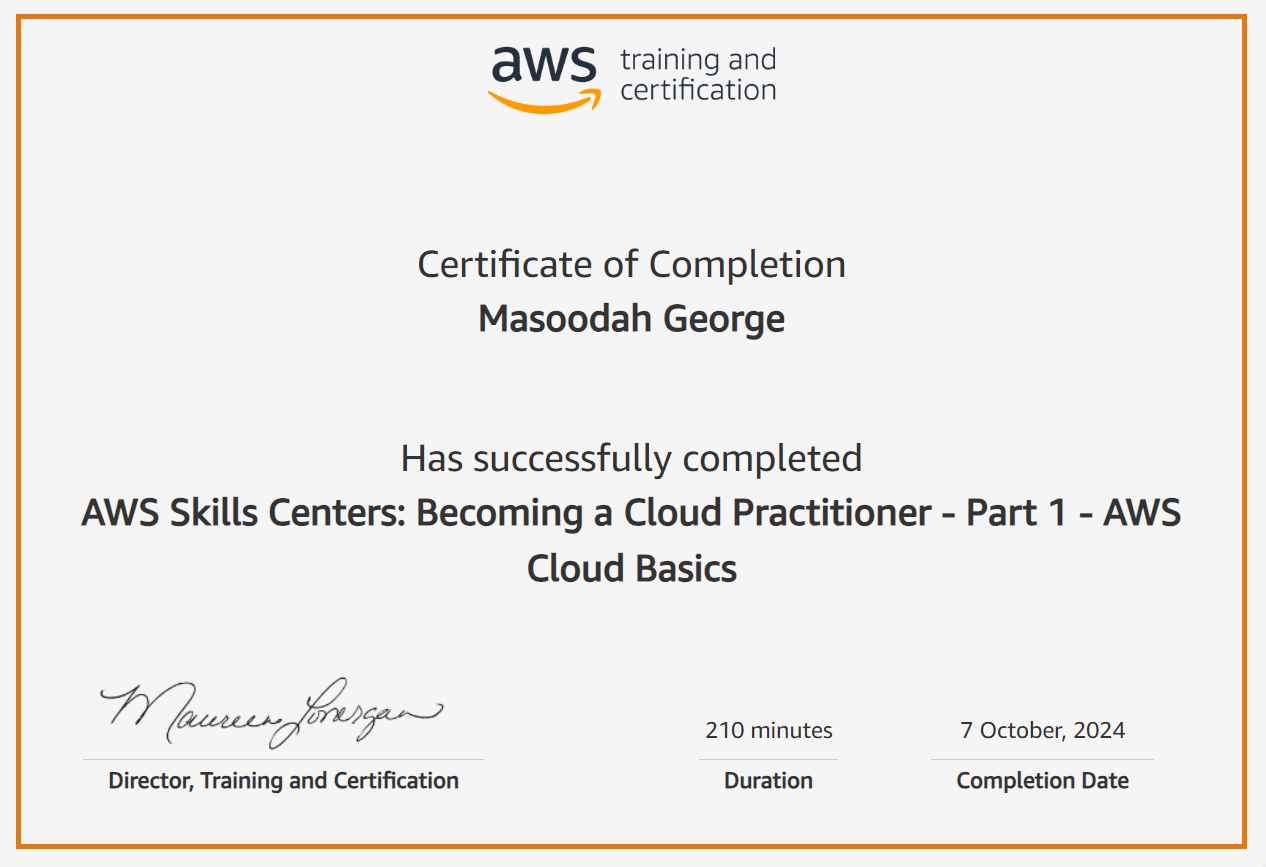 aws training and
certification
Certificate of Completion
Masoodah George
Has successfully completed
AWS Skills Centers: Becoming a Cloud Practitioner - Part 1 - AWS
Cloud Basics
Maureen Lonergan
210 minutes
7 October, 2024
Director, Training and Certification
Duration
Completion Date